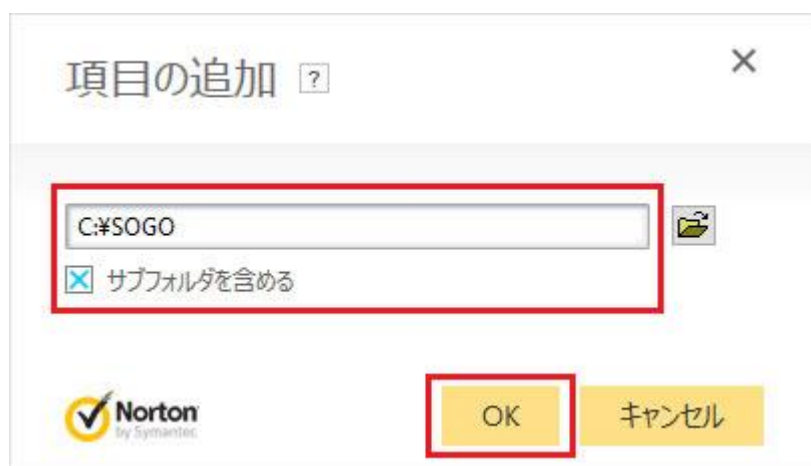 項目の追加 ?
C:¥SOGO
サブフォルダを含める
Norton
by Symantec
OK
キャンセル